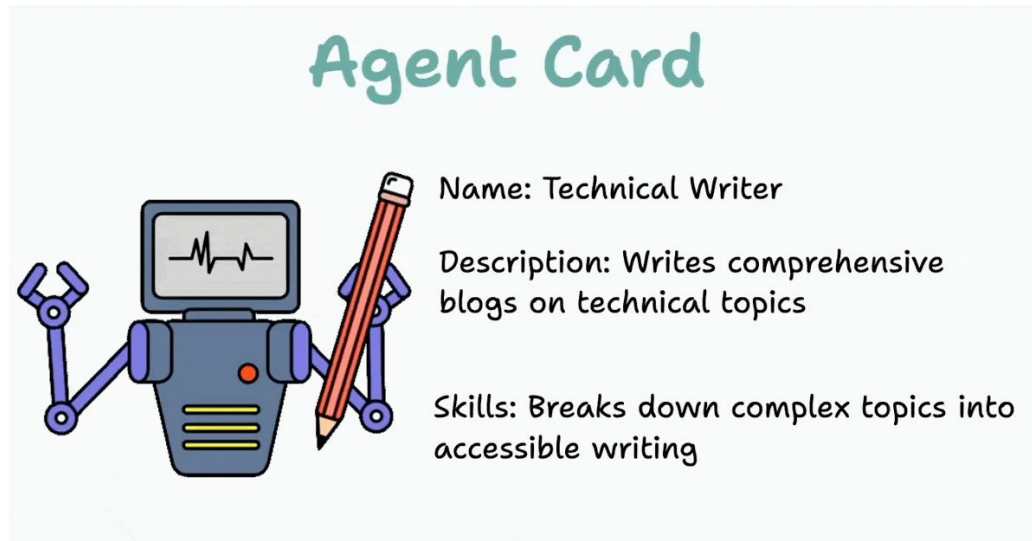 Agent Card
Name: Technical Writer
Description: Writes comprehensive
blogs on technical topics
Skills: Breaks down complex topics into
accessible writing